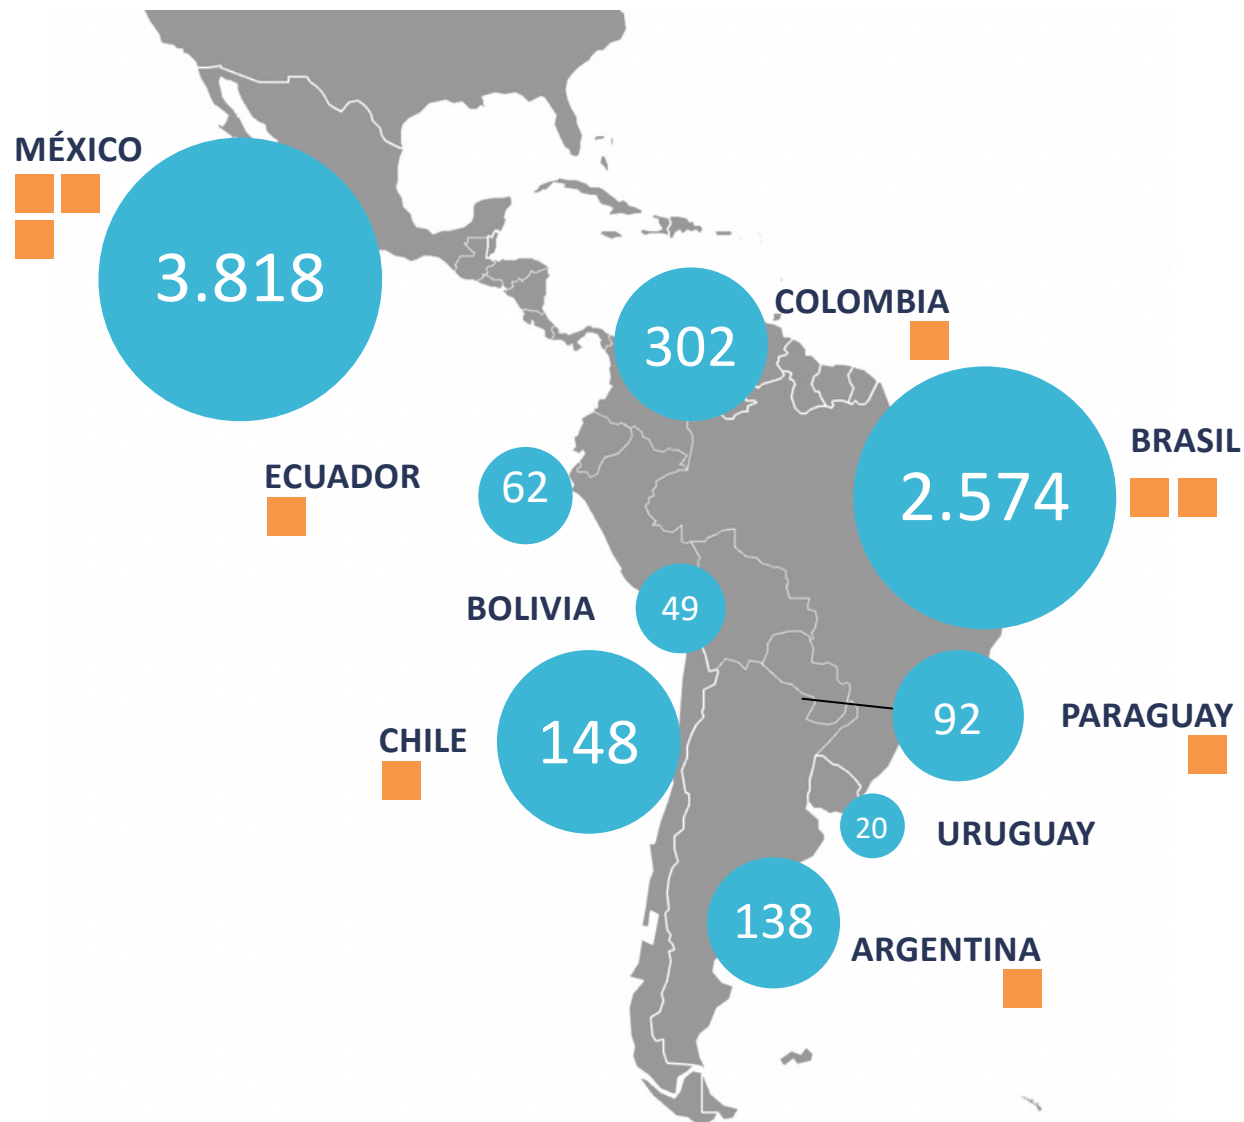 MÉXICO
3.818
COLOMBIA
302
BRASIL
2.574
ECUADOR
62
BOLIVIA
49
CHILE
148
PARAGUAY
92
URUGUAY
20
ARGENTINA
138